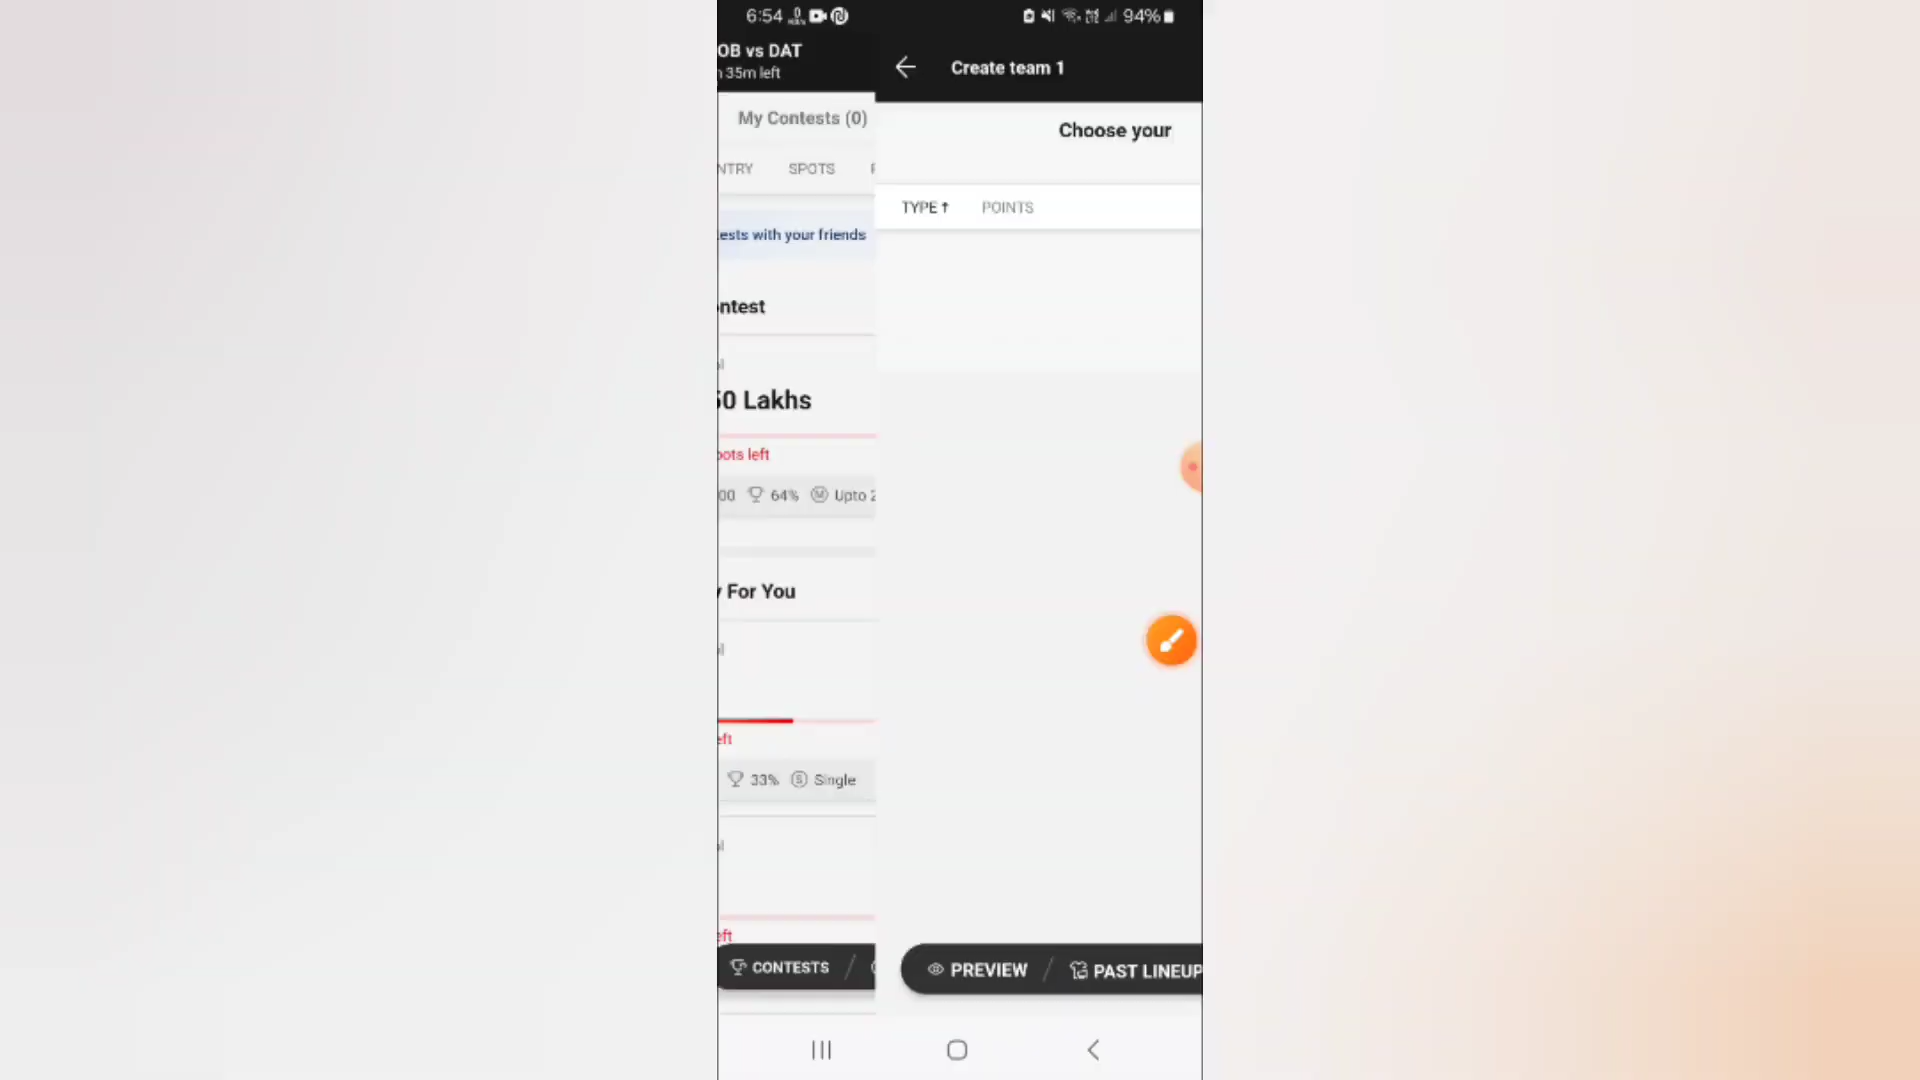 6:54
94%
OB vs DAT
35m left
Create team 1
My Contests (0)
Choose your
NTRY
SPOTS
TYPE↑
POINTS
ests with your friends
ntest
50 Lakhs
oots left
00
64%
Upto 2
For You
eft
33%
Single
eft
CONTESTS
PREVIEW
PAST LINEUP